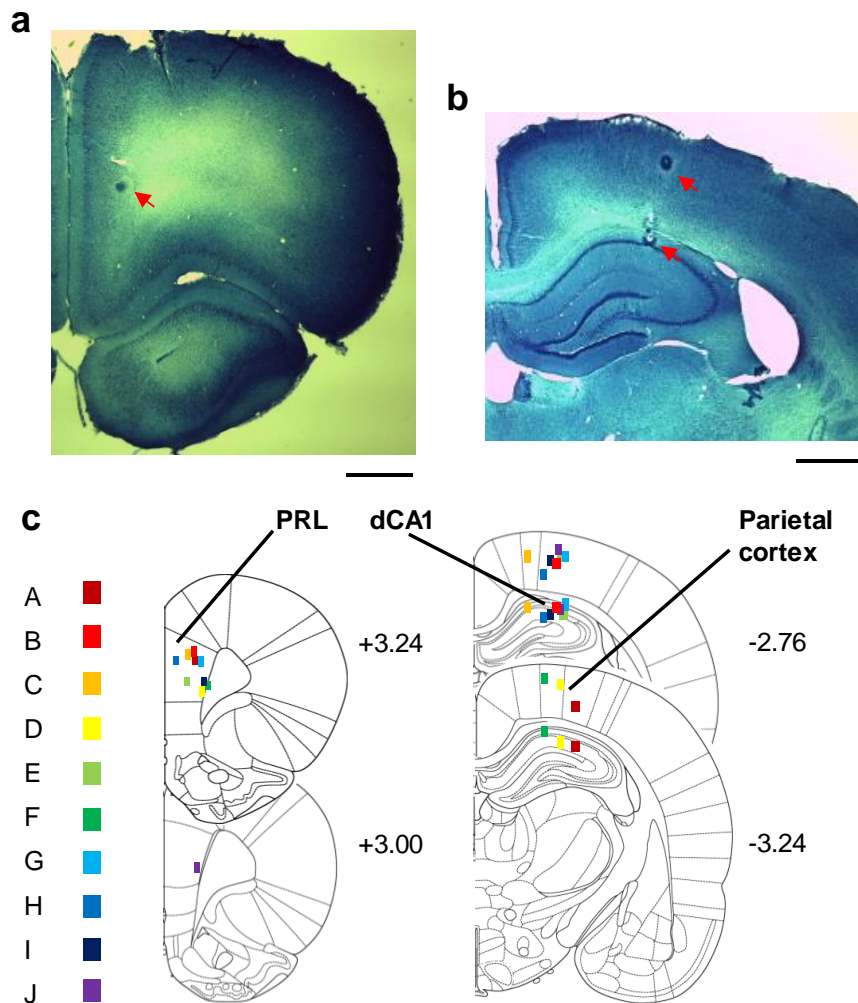 a
b
c
PRL
dCA1
Parietal
cortex
A
B
C
D
E
F
G
H
I
J
+3.24
+3.00
-2.76
-3.24